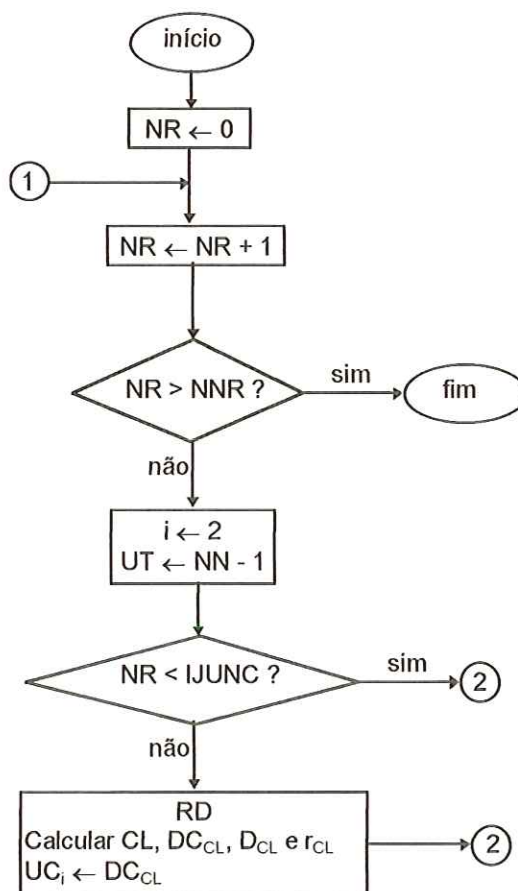 início
NR ← 0
1
NR ← NR + 1
NR > NNR ?
sim
fim
não
i ← 2
UT ← NN - 1
NR < IJUNC ?
sim
2
não
RD
Calcular CL, DC_CL, D_CL e r_CL
2
UC_i ← DC_CL